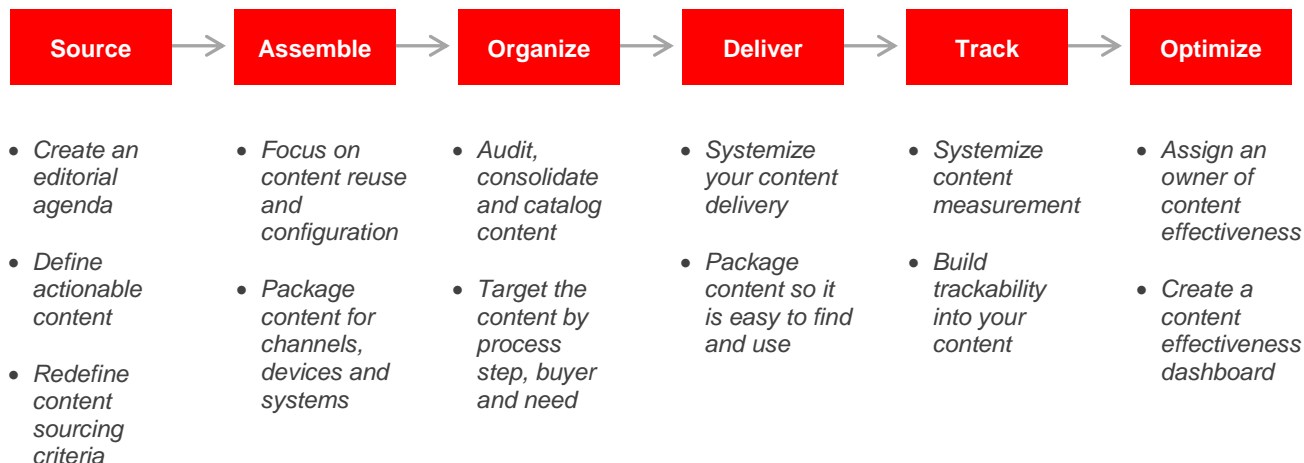 Source
Assemble
Organize
Deliver
Track
Optimize
• Create an
editorial
agenda
• Define
actionable
content
• Redefine
content
sourcing
criteria
• Focus on
content reuse
and
configuration
• Package
content for
channels,
devices and
systems
• Audit,
consolidate
and catalog
content
• Target the
content by
process
step, buyer
and need
• Systemize
your content
delivery
• Package
content so it
is easy to find
and use
• Systemize
content
measurement
• Build
trackability
into your
content
• Assign an
owner of
content
effectiveness
• Create a
content
effectiveness
dashboard